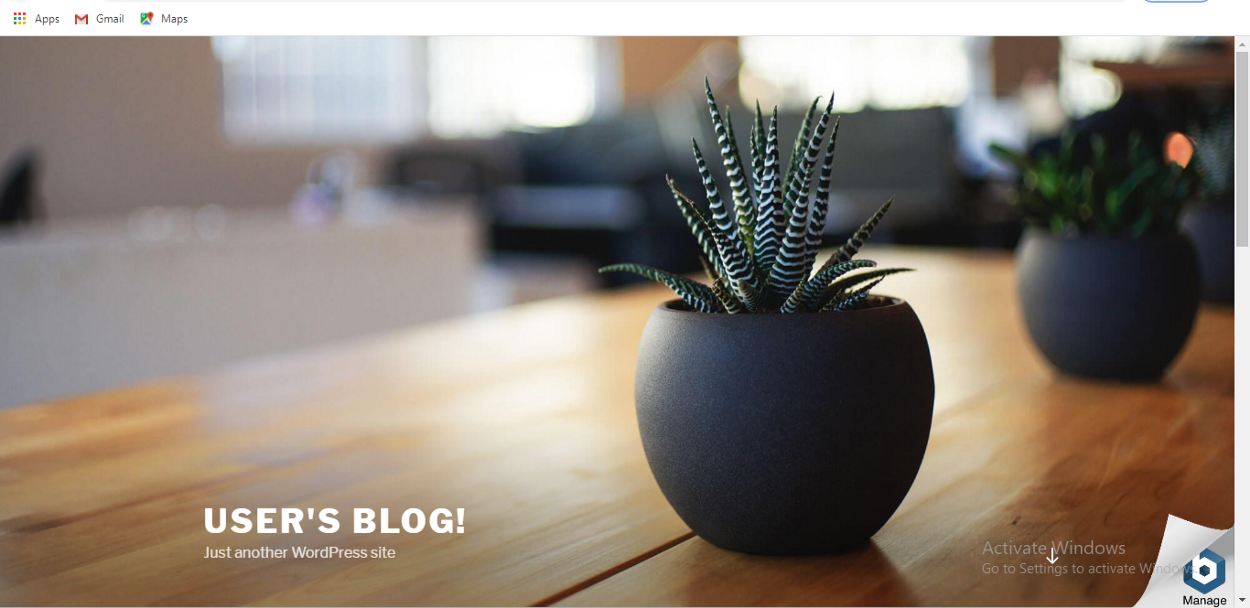 Apps Gmail Maps
USER'S BLOG!
Just another WordPress site
Activate Windows
Go to Settings to activate Windows.
Manage